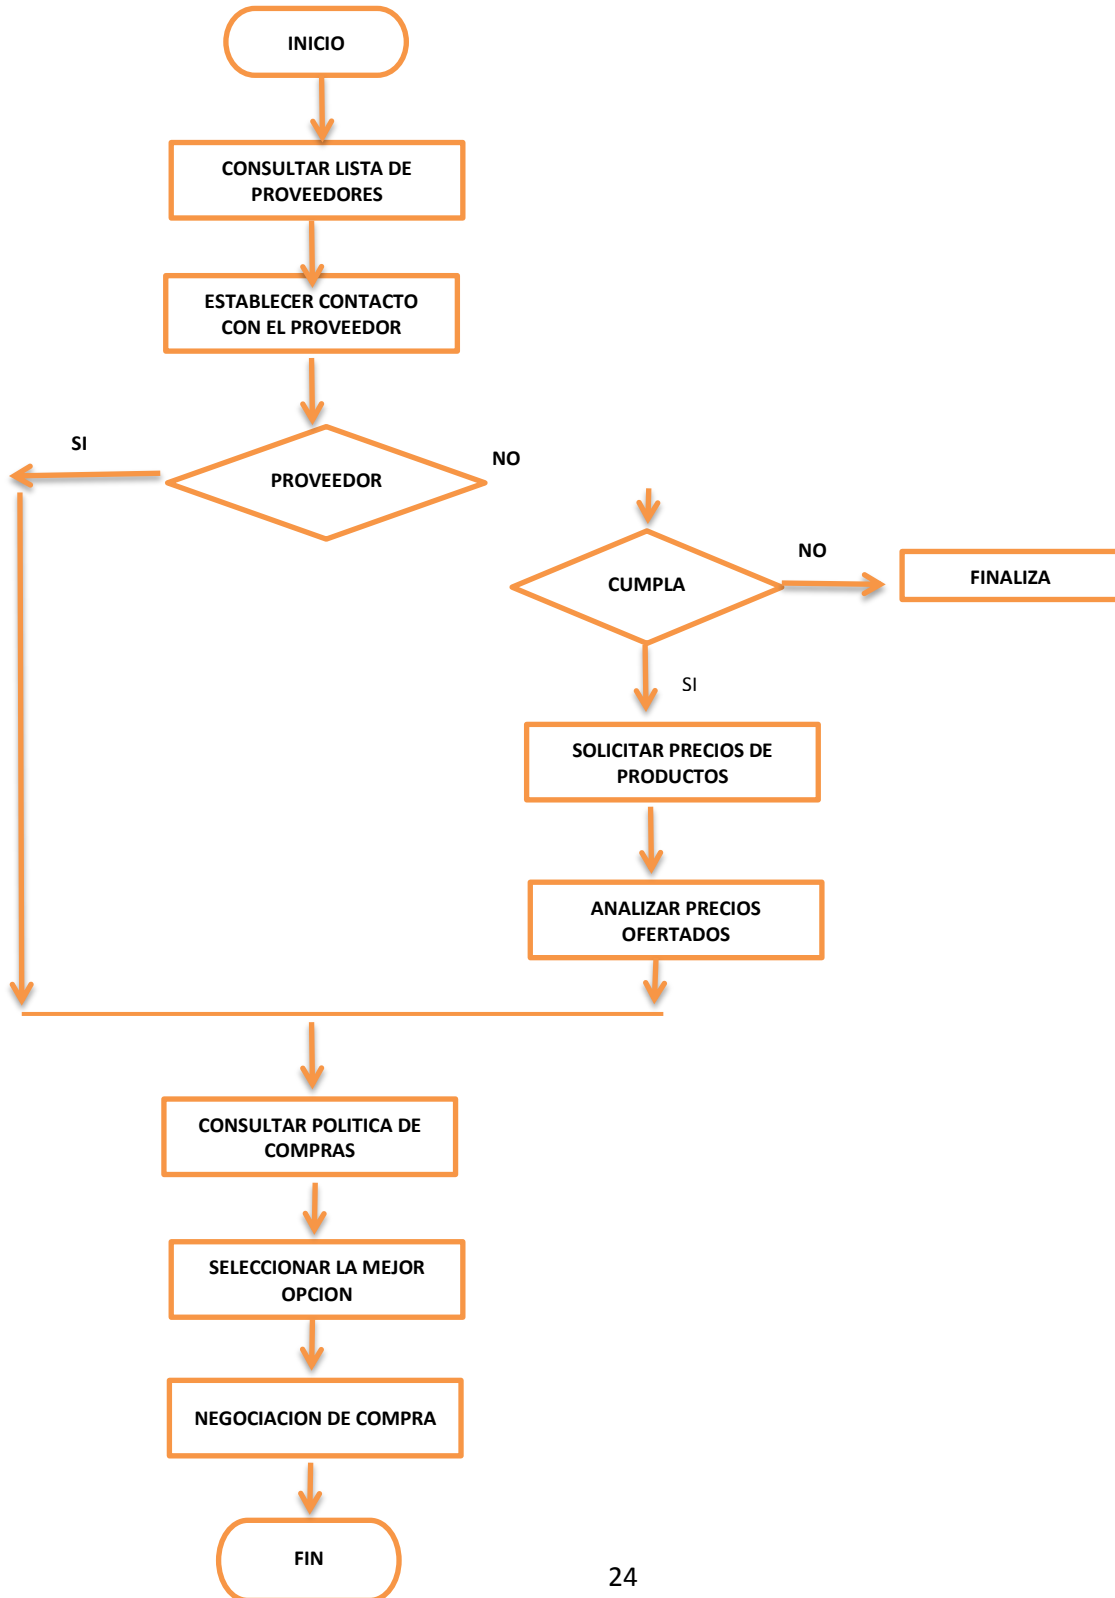 INICIO
CONSULTAR LISTA DE
PROVEEDORES
ESTABLECER CONTACTO
CON EL PROVEEDOR
SI
PROVEEDOR
NO
CUMPLA
NO
FINALIZA
SI
SOLICITAR PRECIOS DE
PRODUCTOS
ANALIZAR PRECIOS
OFERTADOS
CONSULTAR POLITICA DE
COMPRAS
SELECCIONAR LA MEJOR
OPCION
NEGOCIACION DE COMPRA
FIN
24